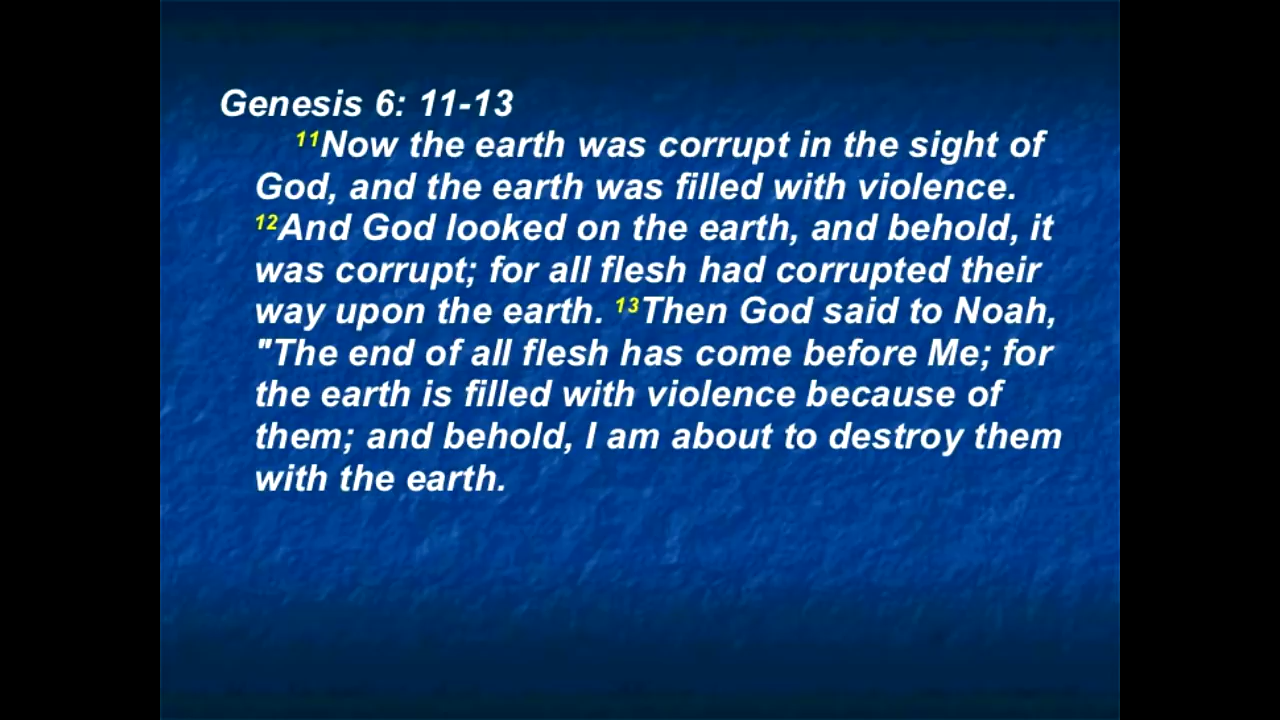 Genesis 6: 11-13
11Now the earth was corrupt in the sight of
God, and the earth was filled with violence.
12And God looked on the earth, and behold, it
was corrupt; for all flesh had corrupted their
way upon the earth. 13Then God said to Noah,
"The end of all flesh has come before Me; for
the earth is filled with violence because of
them; and behold, I am about to destroy them
with the earth.